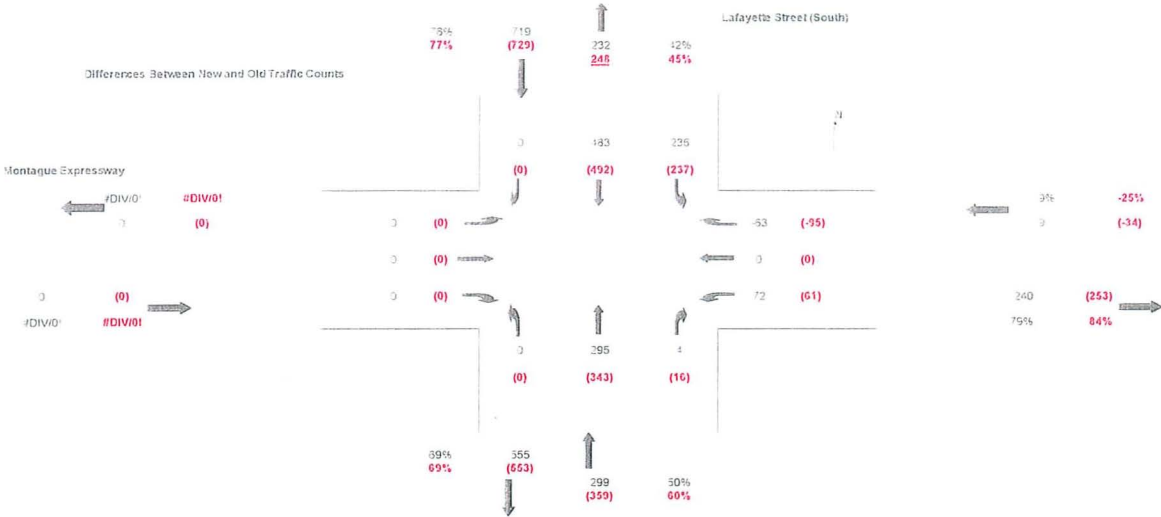 Lafayette Street (South)
76% 719
77% (729)
232 42%
248 45%
Differences Between New and Old Traffic Counts
N
0 483 236
(0) (492) (237)
Montague Expressway
#DIV/0! #DIV/0!
0 (0)
0 (0)
-63 (-95)
9% -25%
9 (-34)
0 (0)
0 (0)
0 (0)
#DIV/0! #DIV/0!
0 (0)
72 (61)
240 (253)
79% 84%
0 295 4
(0) (343) (16)
69% 555
69% (553)
299 50%
(359) 60%